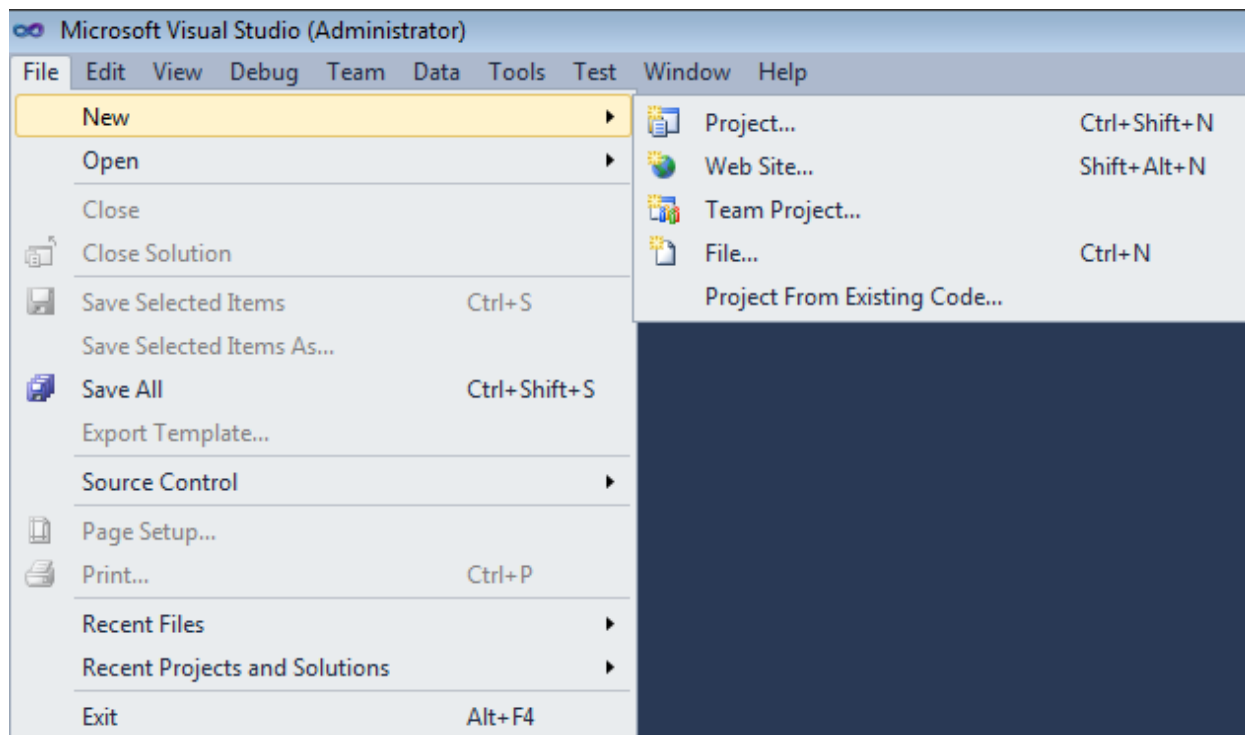 Microsoft Visual Studio (Administrator)
File Edit View Debug Team Data Tools Test Window Help
New
Open
Close
Close Solution
Save Selected Items Ctrl+S
Save Selected Items As...
Save All Ctrl+Shift+S
Export Template...
Source Control
Page Setup...
Print... Ctrl+P
Recent Files
Recent Projects and Solutions
Exit Alt+F4
Project... Ctrl+Shift+N
Web Site... Shift+Alt+N
Team Project...
File... Ctrl+N
Project From Existing Code...